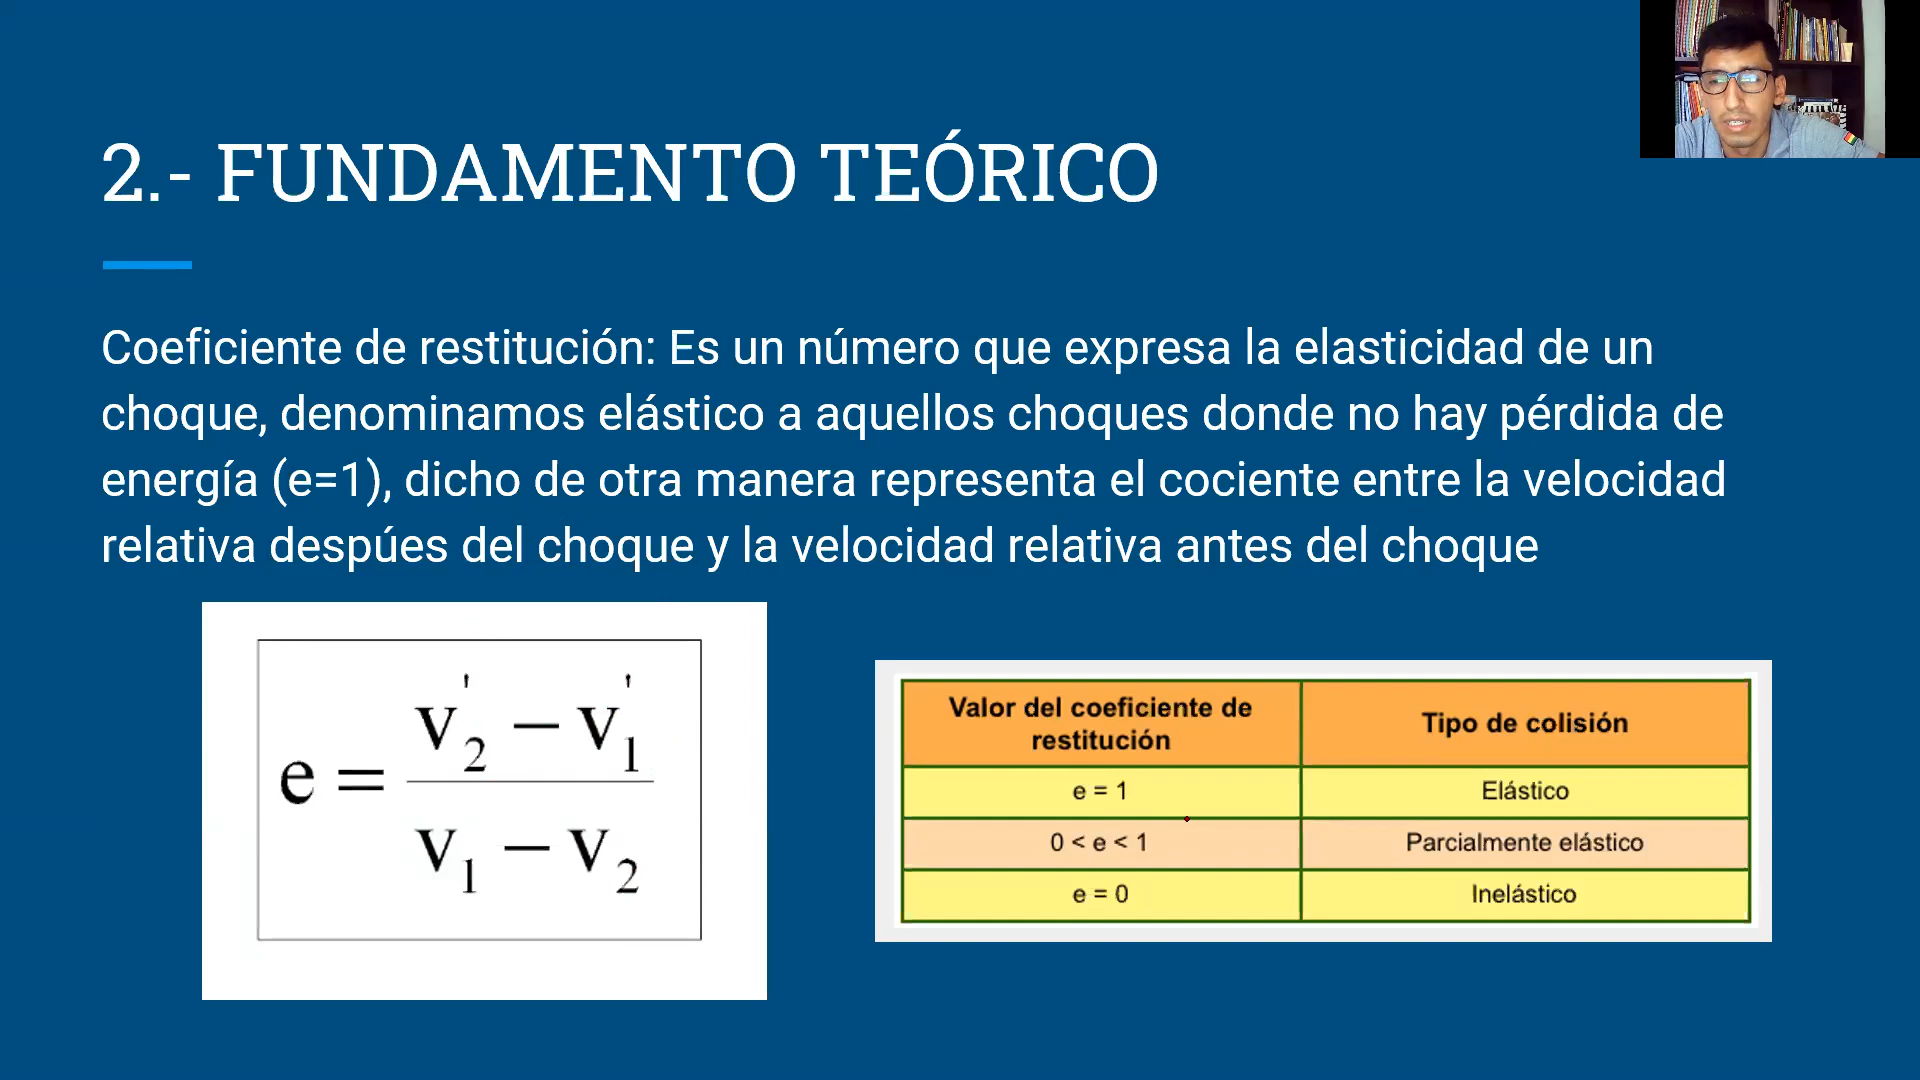 2.- FUNDAMENTO TEÓRICO
Coeficiente de restitución: Es un número que expresa la elasticidad de un
choque, denominamos elástico a aquellos choques donde no hay pérdida de
energía (e=1), dicho de otra manera representa el cociente entre la velocidad
relativa despúes del choque y la velocidad relativa antes del choque
e = (v'₂ − v'₁) / (v₁ − v₂)
Valor del coeficiente de
restitución
Tipo de colisión
e = 1
Elástico
0 < e < 1
Parcialmente elástico
e = 0
Inelástico